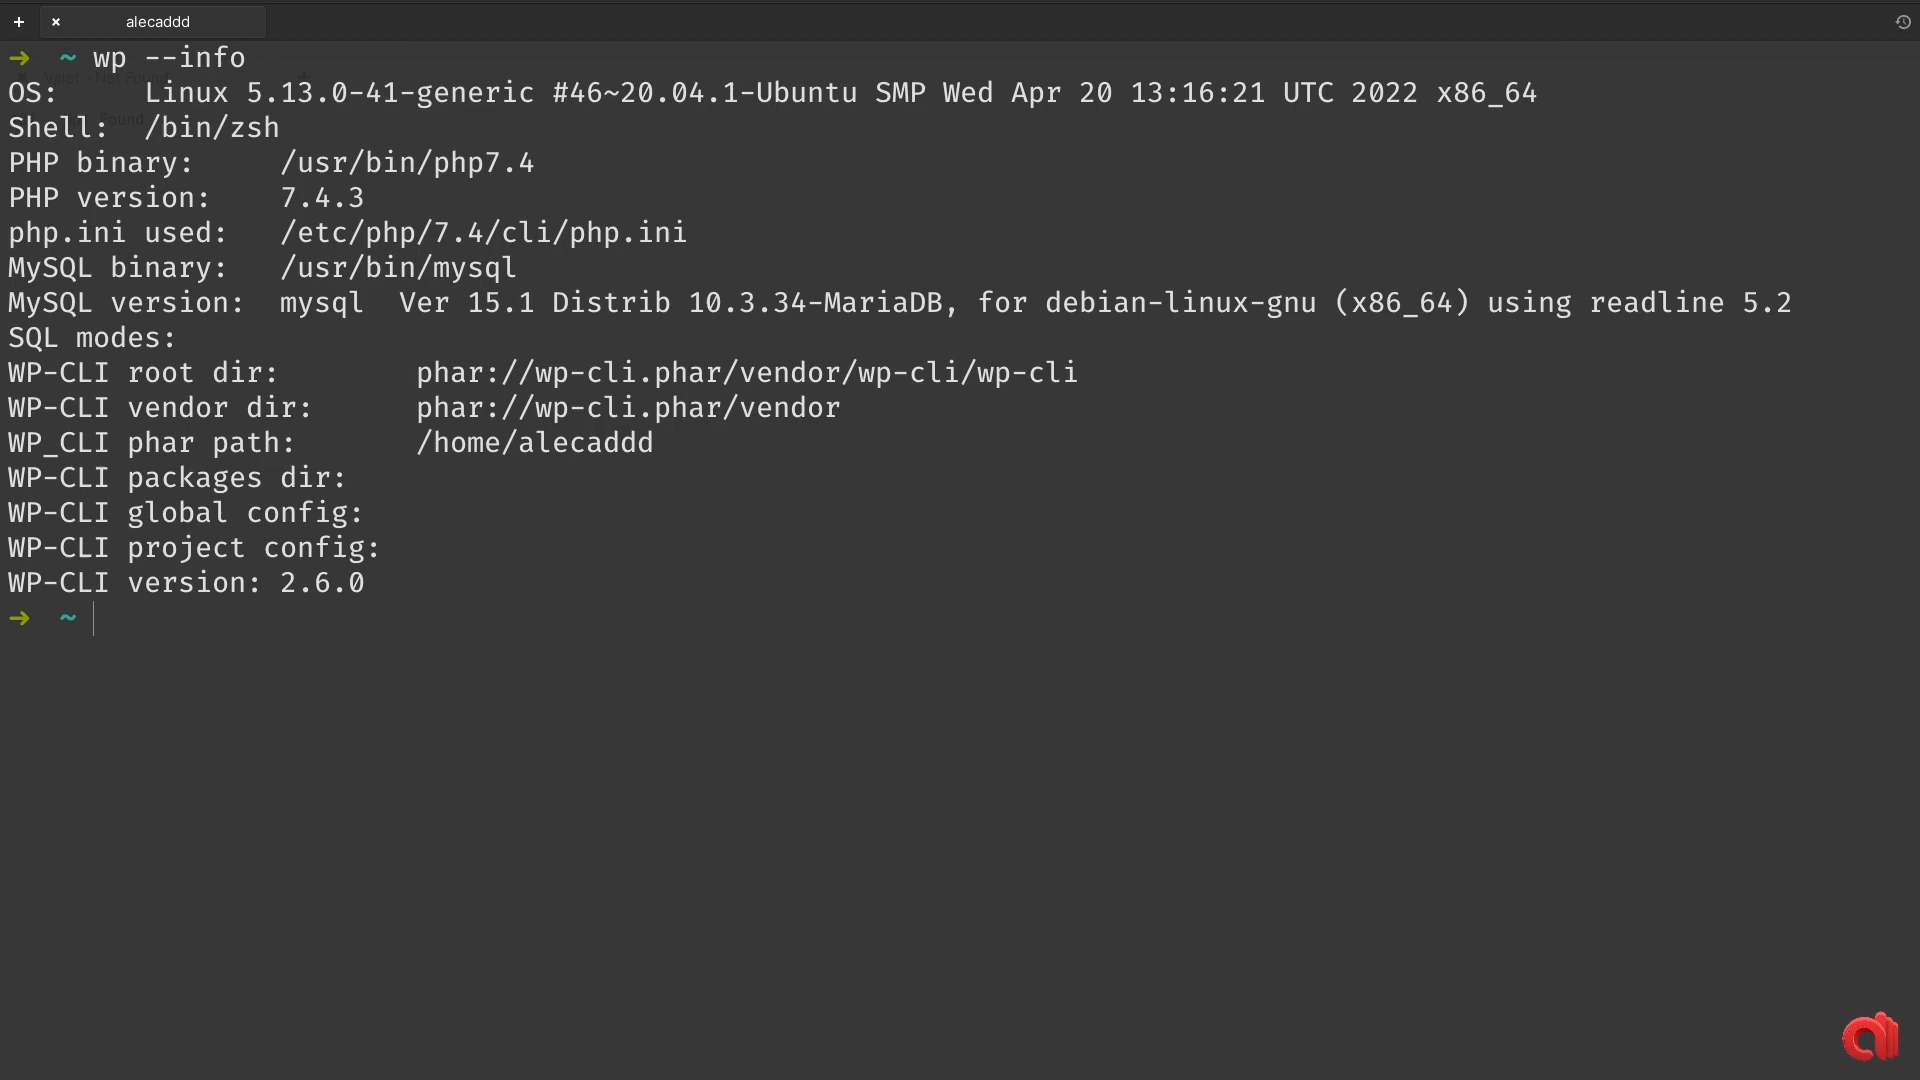 + × alecaddd
➜ ~ wp --info
Valet - Not Found
OS: Linux 5.13.0-41-generic #46~20.04.1-Ubuntu SMP Wed Apr 20 13:16:21 UTC 2022 x86_64
Found
Shell: /bin/zsh
PHP binary: /usr/bin/php7.4
PHP version: 7.4.3
php.ini used: /etc/php/7.4/cli/php.ini
MySQL binary: /usr/bin/mysql
MySQL version: mysql Ver 15.1 Distrib 10.3.34-MariaDB, for debian-linux-gnu (x86_64) using readline 5.2
SQL modes:
WP-CLI root dir: phar://wp-cli.phar/vendor/wp-cli/wp-cli
WP-CLI vendor dir: phar://wp-cli.phar/vendor
WP_CLI phar path: /home/alecaddd
WP-CLI packages dir:
WP-CLI global config:
WP-CLI project config:
WP-CLI version: 2.6.0
➜ ~